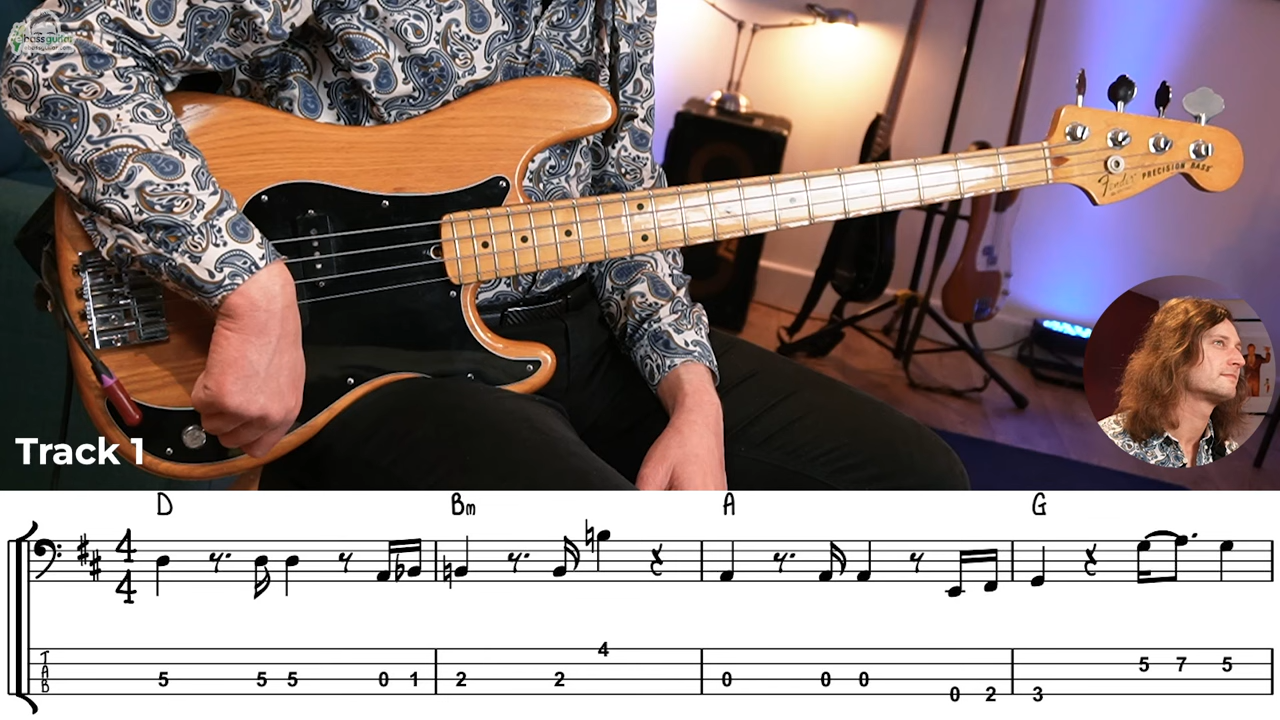 bassguitar
Fender PRECISION BASS
Track 1
D Bm A G
4
4
4
5 7 5
T A B 5 5 5 0 1 2 2 0 0 0
0 2 3